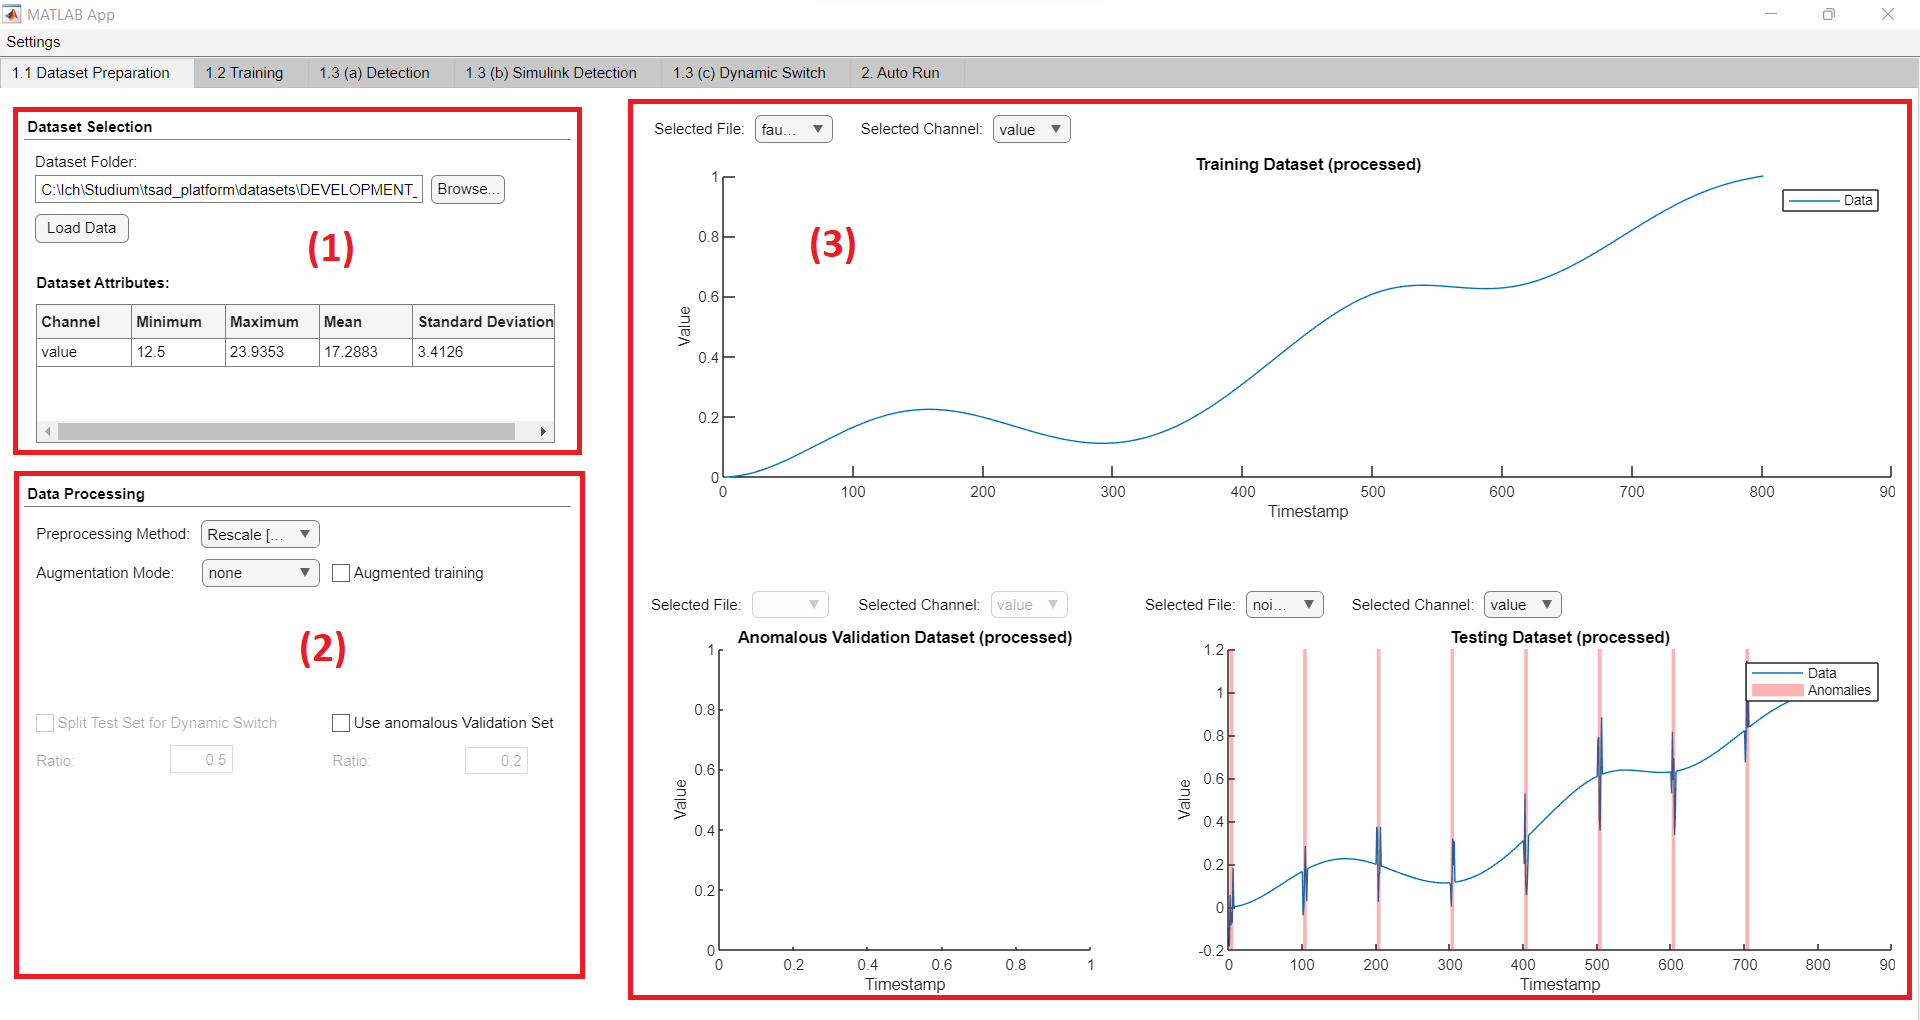 MATLAB App
Settings
1.1 Dataset Preparation 1.2 Training 1.3 (a) Detection 1.3 (b) Simulink Detection 1.3 (c) Dynamic Switch 2. Auto Run
Dataset Selection
Dataset Folder:
C:\Ich\Studium\tsad_platform\datasets\DEVELOPMENT_ Browse...
Load Data
(1)
Dataset Attributes:
Channel Minimum Maximum Mean Standard Deviation
value 12.5 23.9353 17.2883 3.4126
Data Processing
Preprocessing Method: Rescale [...
Augmentation Mode: none Augmented training
(2)
Split Test Set for Dynamic Switch Use anomalous Validation Set
Ratio: 0.5 Ratio: 0.2
Selected File: fau... Selected Channel: value
Training Dataset (processed)
Data
(3)
1
0.8
0.6
0.4
0.2
0
Value
0 100 200 300 400 500 600 700 800 90
Timestamp
Selected File: Selected Channel: value
Anomalous Validation Dataset (processed)
1
0.8
0.6
0.4
0.2
0
Value
0 0.2 0.4 0.6 0.8 1
Timestamp
Selected File: noi... Selected Channel: value
Testing Dataset (processed)
Data
Anomalies
1.2
1
0.8
0.6
0.4
0.2
0
-0.2
Value
0 100 200 300 400 500 600 700 800 90
Timestamp